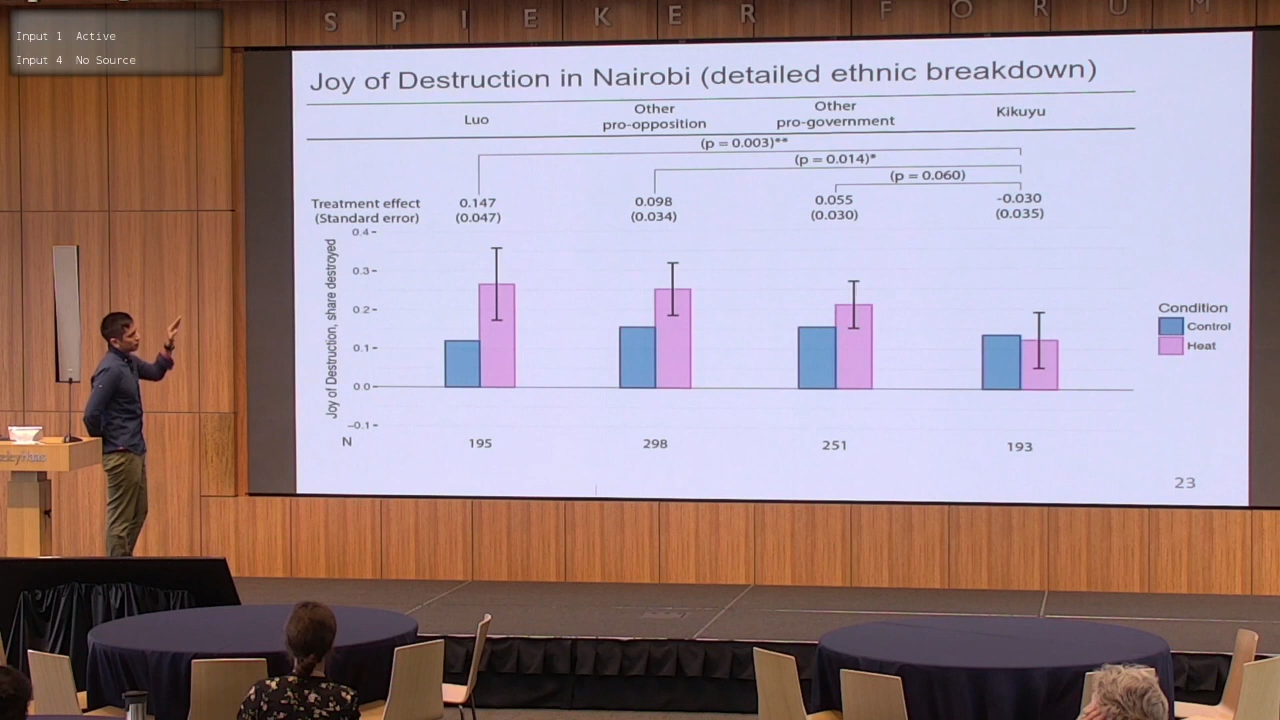 SPIEKER FORUM
Input 1 Active
Input 4 No Source
Joy of Destruction in Nairobi (detailed ethnic breakdown)
Luo
Other
pro-opposition
Other
pro-government
Kikuyu
(p = 0.003)**
(p = 0.014)*
(p = 0.060)
Treatment effect
(Standard error)
0.147
(0.047)
0.098
(0.034)
0.055
(0.030)
-0.030
(0.035)
Joy of Destruction, share destroyed
0.4
0.3
0.2
0.1
0.0
−0.1
Condition
Control
Heat
N 195 298 251 193
23